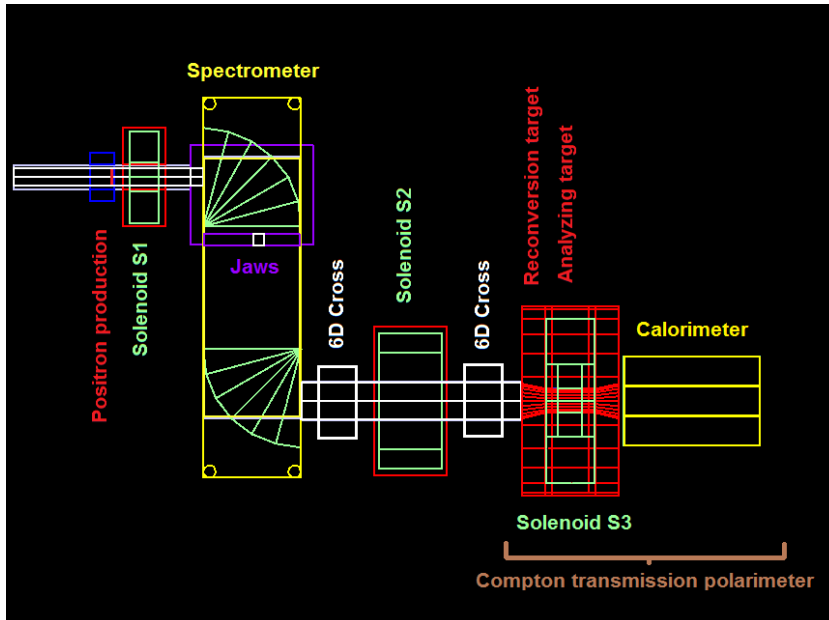 Spectrometer
Positron production
Solenoid S1
Jaws
6D Cross
Solenoid S2
6D Cross
Reconversion target
Analyzing target
Calorimeter
Solenoid S3
Compton transmission polarimeter